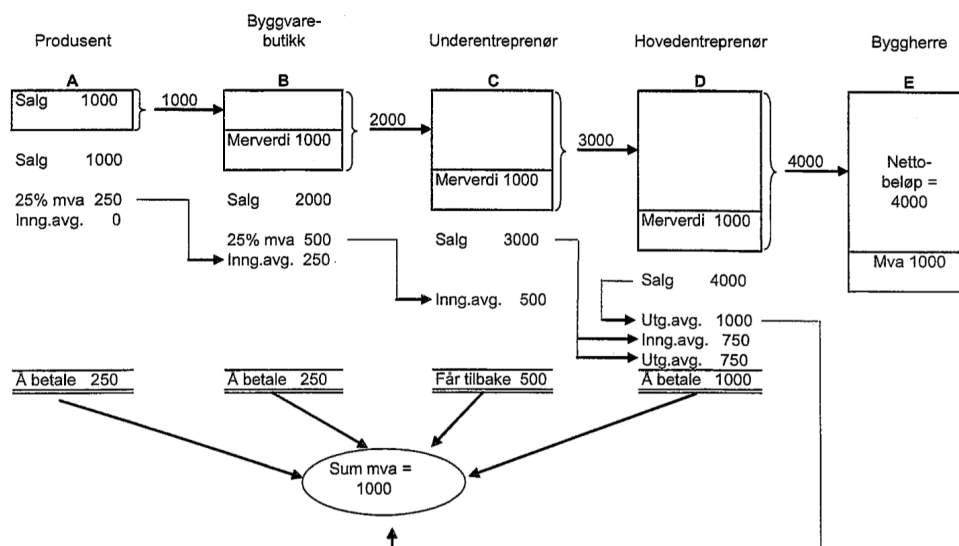 Produsent
Byggvare-
butikk
Underentreprenør
Hovedentreprenør
Byggherre
A
B
C
D
E
Salg 1000
1000
Merverdi 1000
2000
Merverdi 1000
3000
Merverdi 1000
4000
Netto-
beløp =
4000
Mva 1000
Salg 1000
25% mva 250
Inng.avg. 0
Salg 2000
25% mva 500
Inng.avg. 250
Salg 3000
Inng.avg. 500
Salg 4000
Utg.avg. 1000
Inng.avg. 750
Utg.avg. 750
Å betale 250
Å betale 250
Får tilbake 500
Å betale 1000
Sum mva =
1000